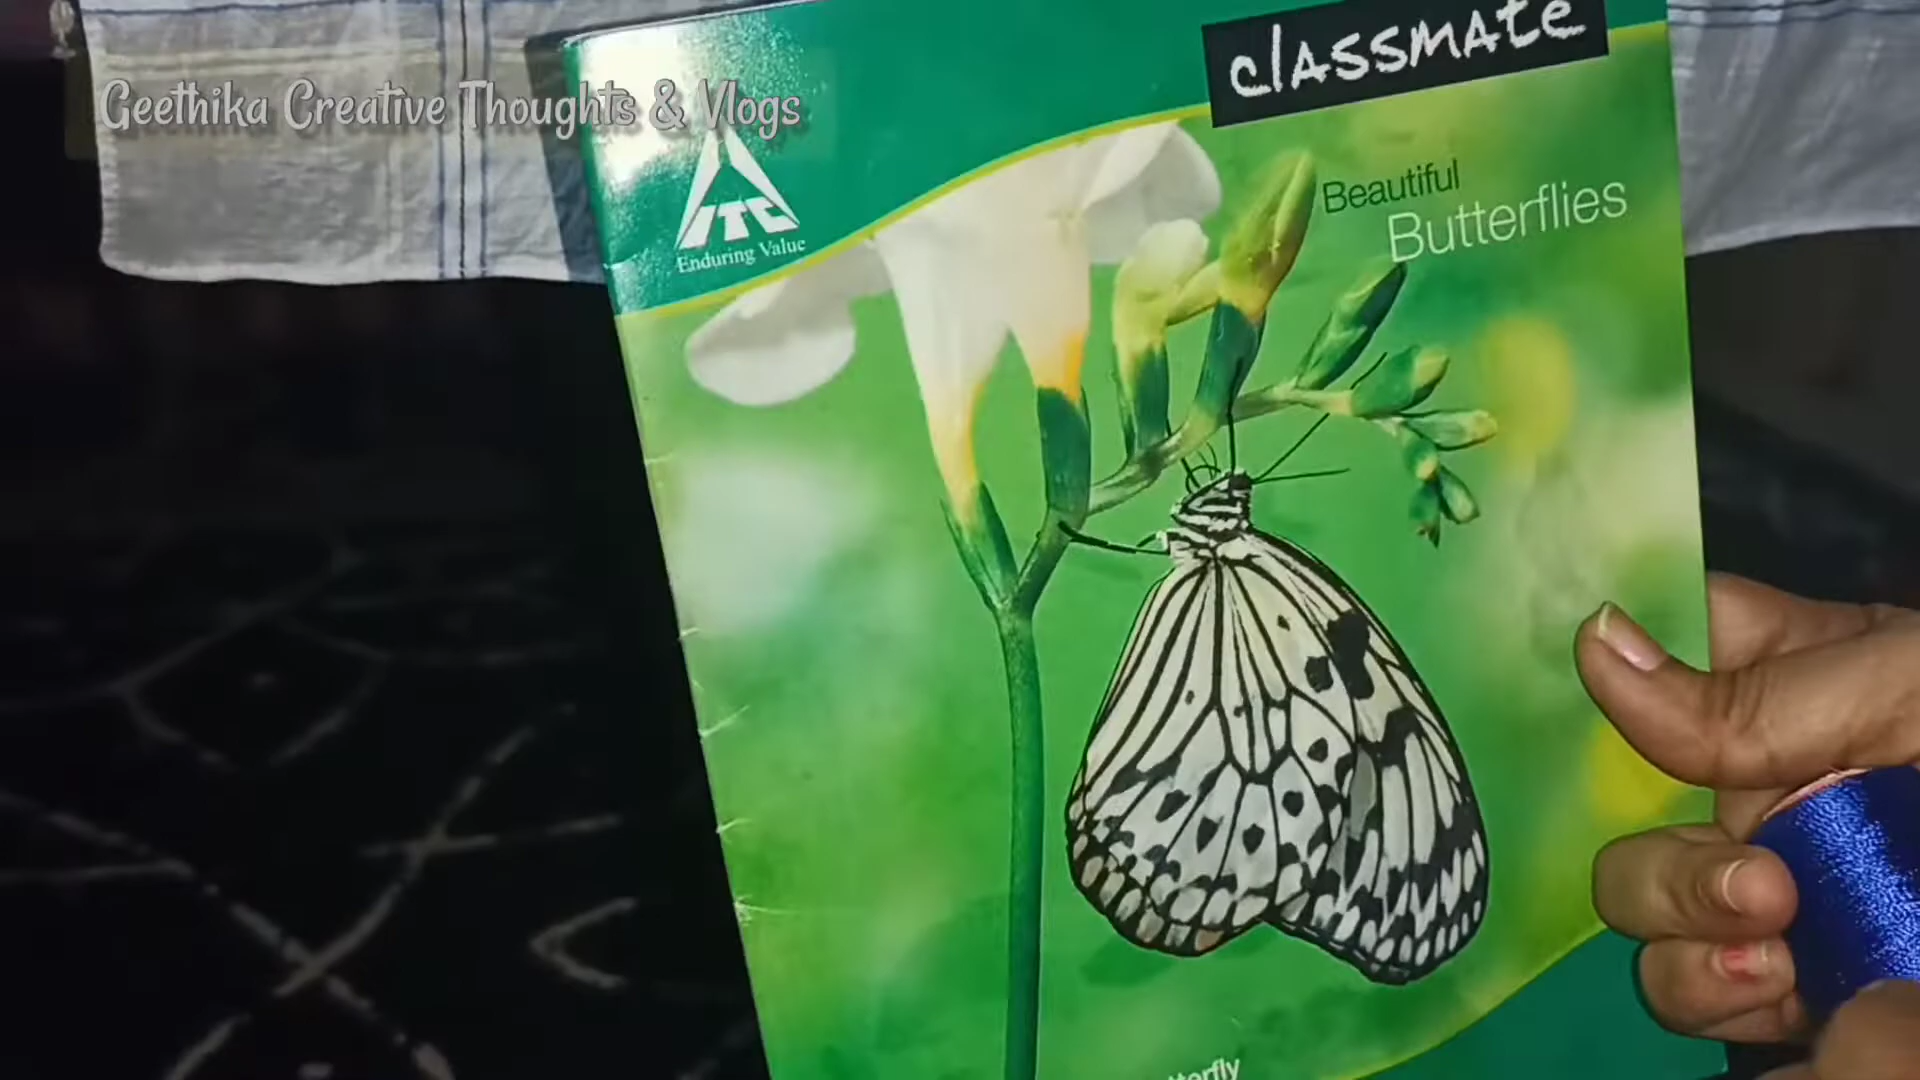 Geethika Creative Thoughts & Vlogs
classmate
ITC
Enduring Value
Beautiful
Butterflies